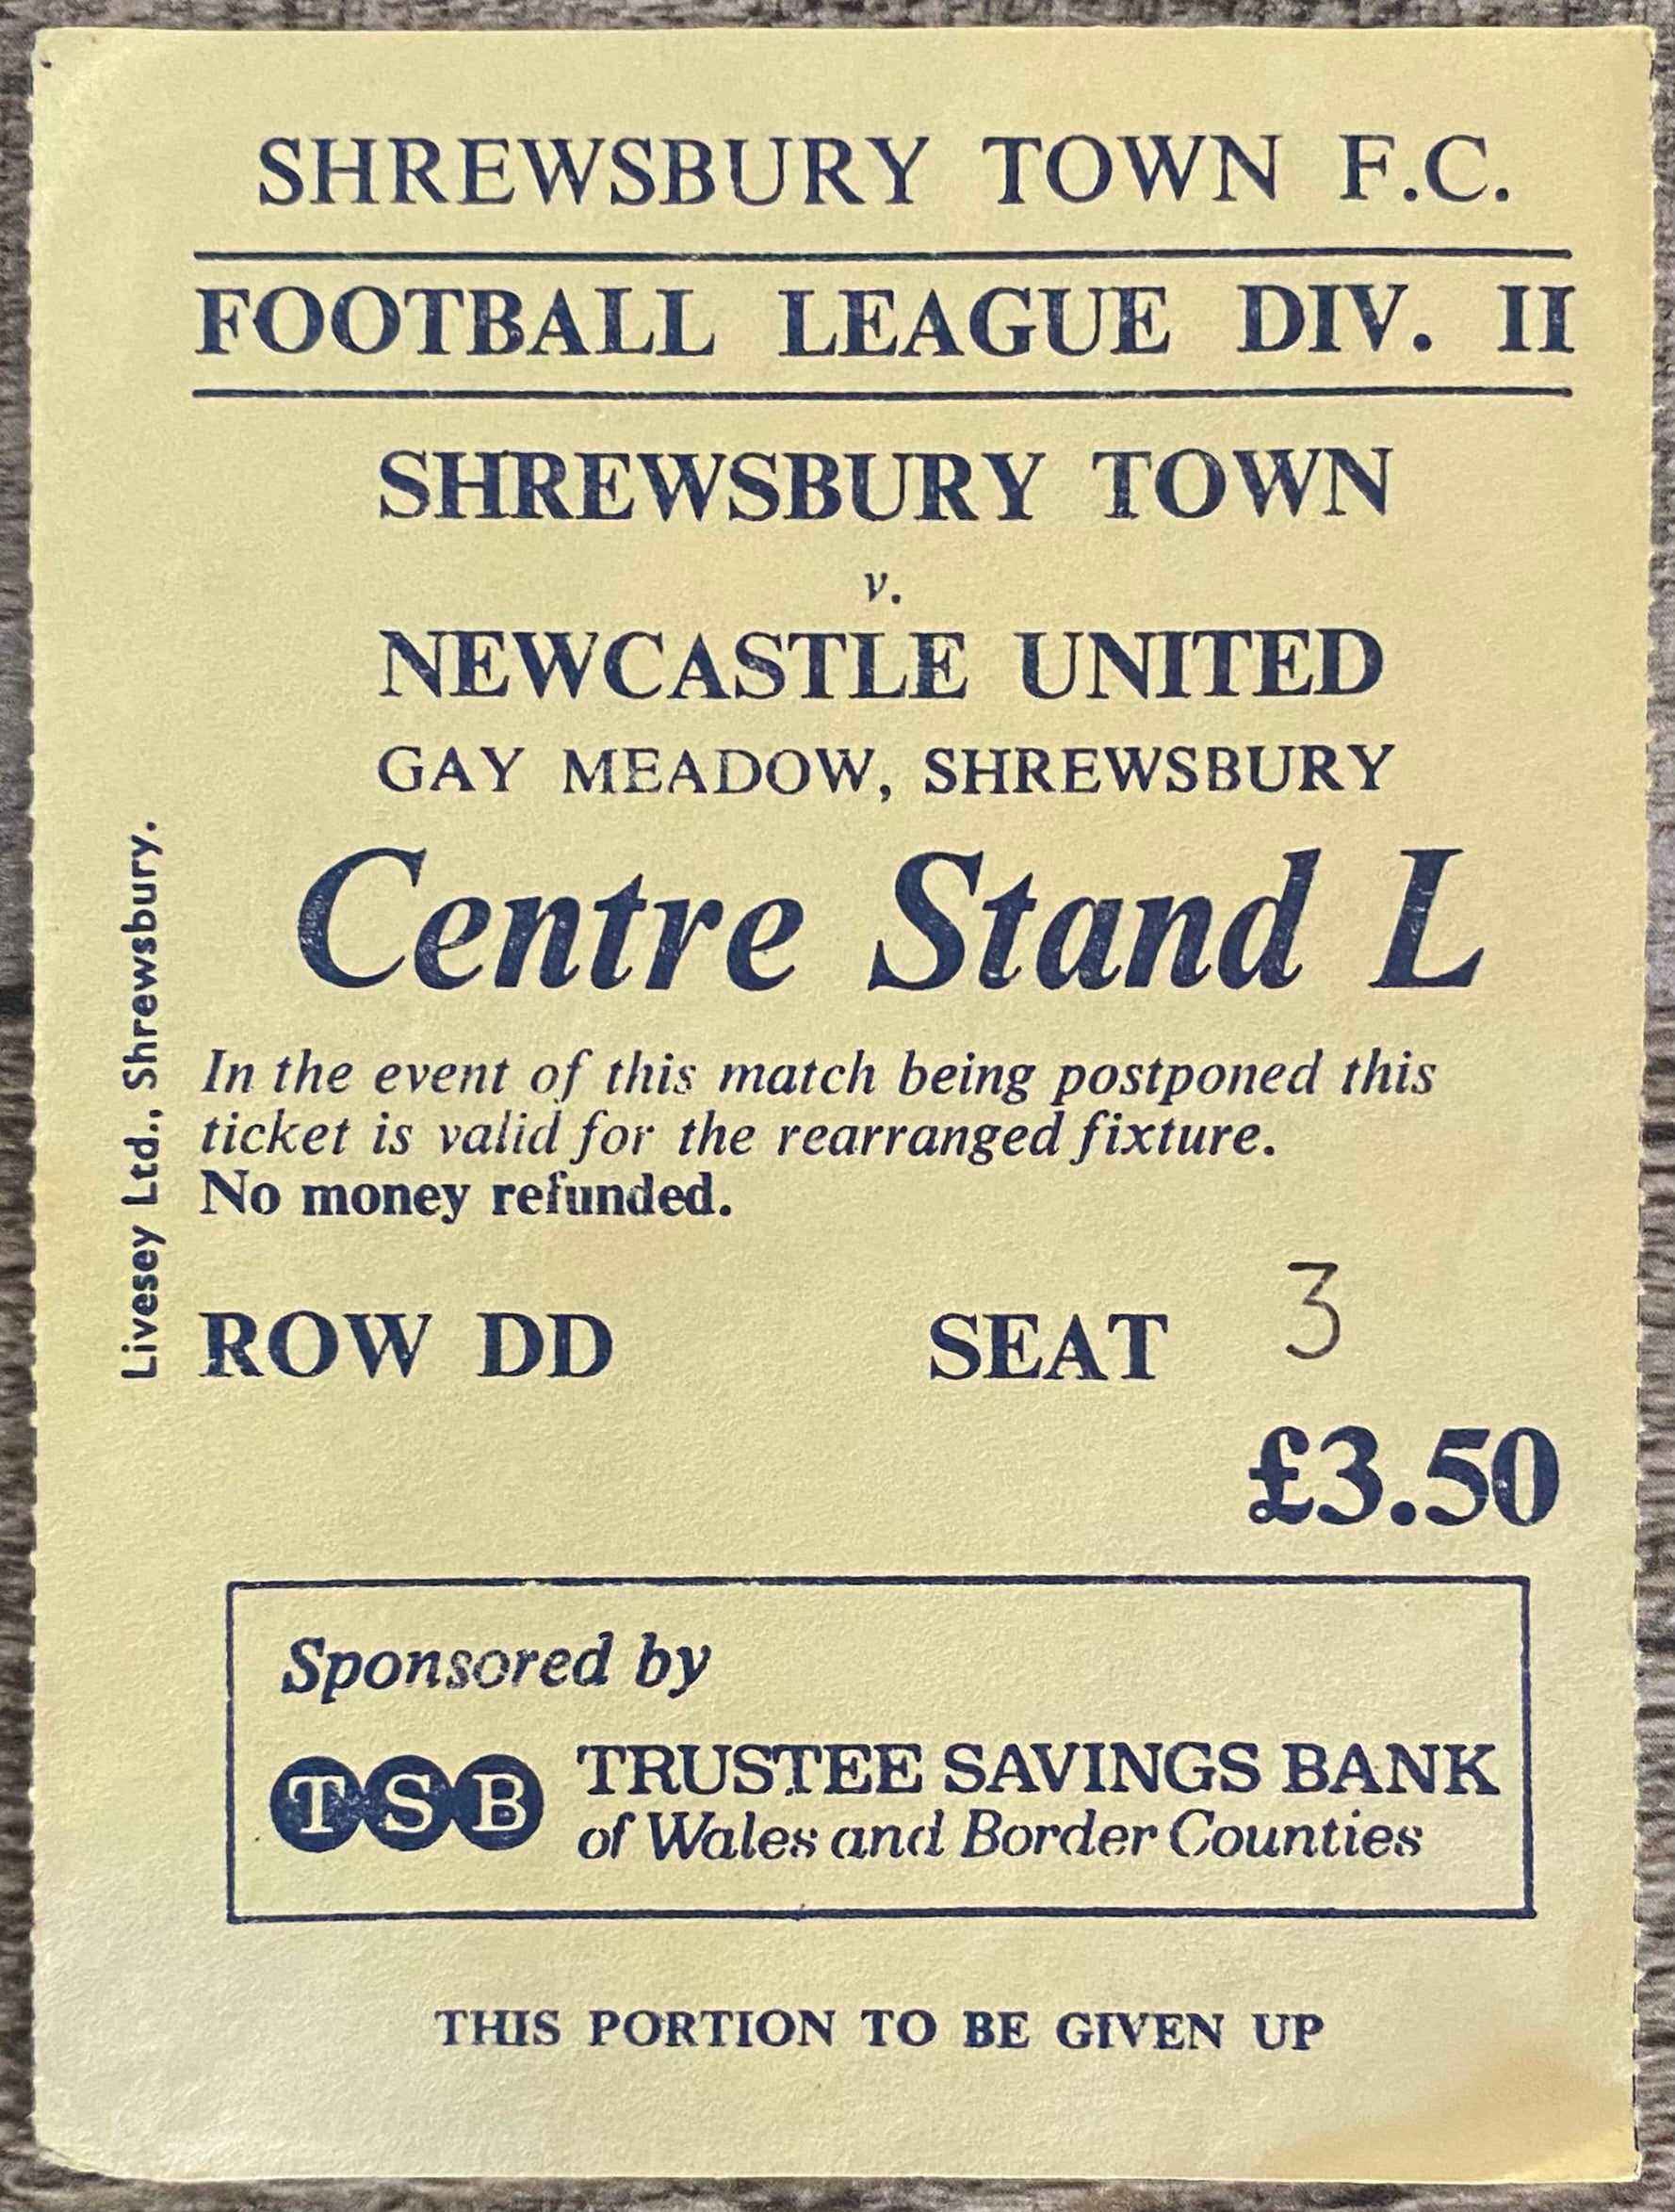 SHREWSBURY TOWN F.C.
FOOTBALL LEAGUE DIV. II
SHREWSBURY TOWN
v.
NEWCASTLE UNITED
GAY MEADOW, SHREWSBURY
Centre Stand L
In the event of this match being postponed this
ticket is valid for the rearranged fixture.
No money refunded.
ROW DD SEAT 3
£3.50
Livesey Ltd., Shrewsbury.
Sponsored by
TSB TRUSTEE SAVINGS BANK
of Wales and Border Counties
THIS PORTION TO BE GIVEN UP